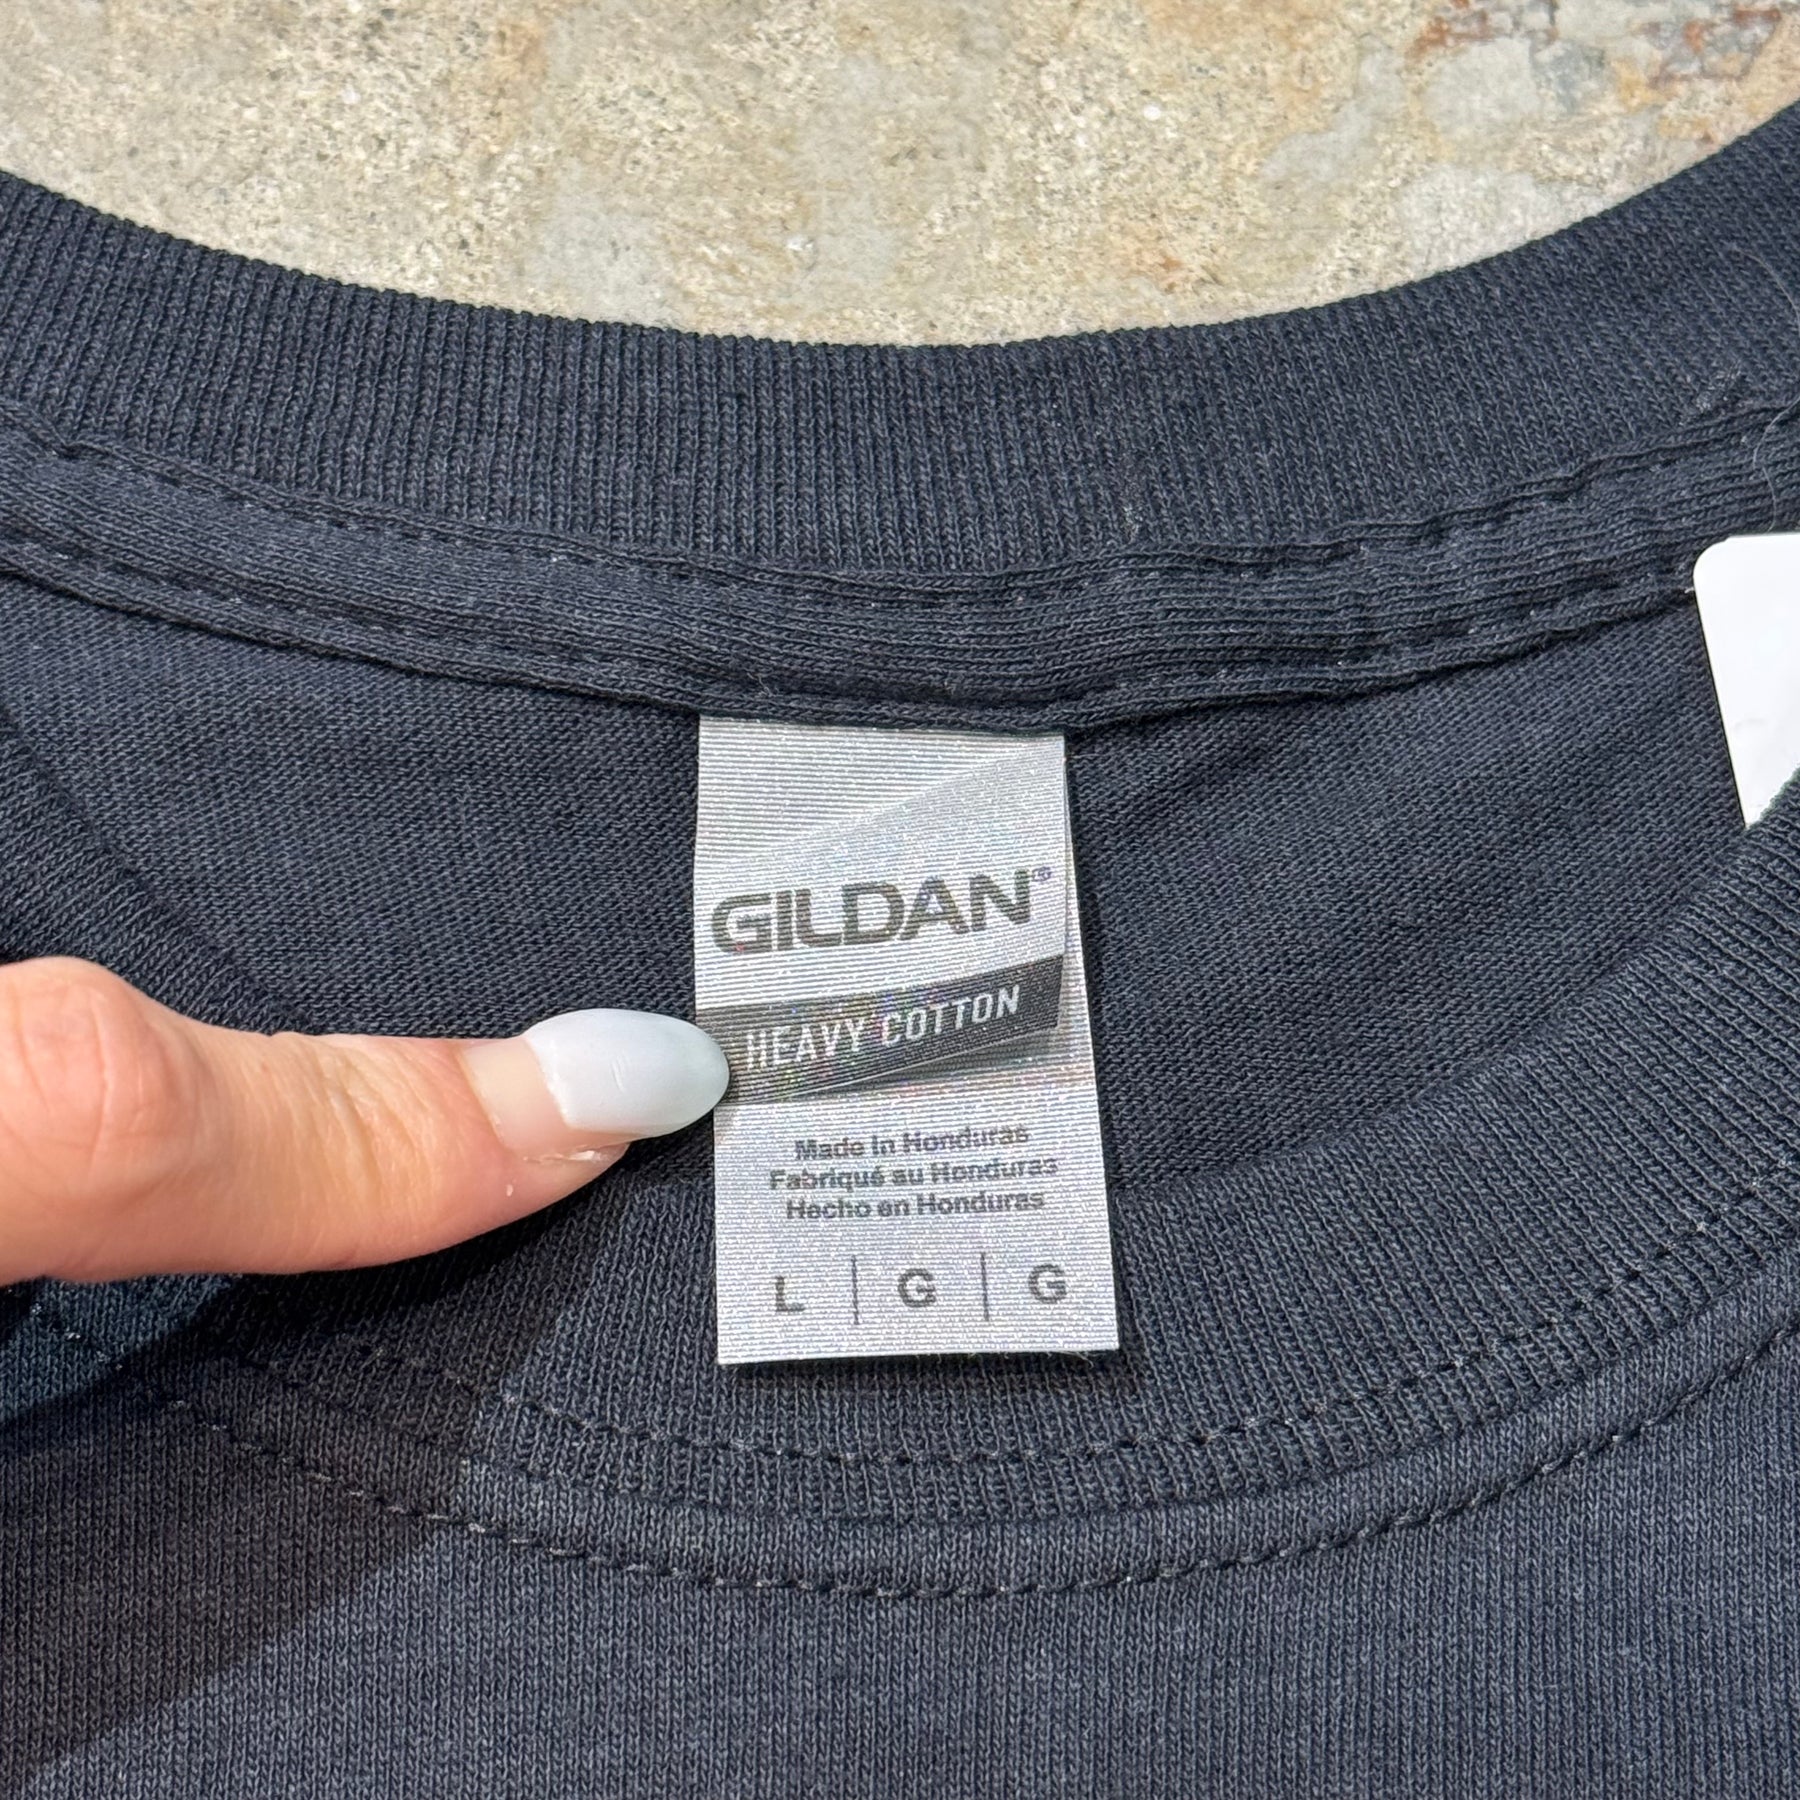 GILDAN®
HEAVY COTTON
Made in Honduras
Fabriqué au Honduras
Hecho en Honduras
L | G | G